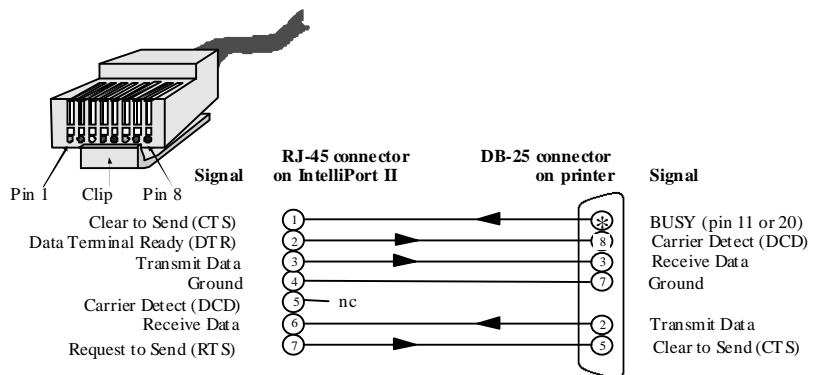 RJ-45 connector DB-25 connector
Signal on IntelliPort II on printer Signal
Pin 1 Clip Pin 8
Clear to Send (CTS) 1 * BUSY (pin 11 or 20)
Data Terminal Ready (DTR) 2 8 Carrier Detect (DCD)
Transmit Data 3 3 Receive Data
Ground 4 7 Ground
Carrier Detect (DCD) 5 nc
Receive Data 6 2 Transmit Data
Request to Send (RTS) 7 5 Clear to Send (CTS)